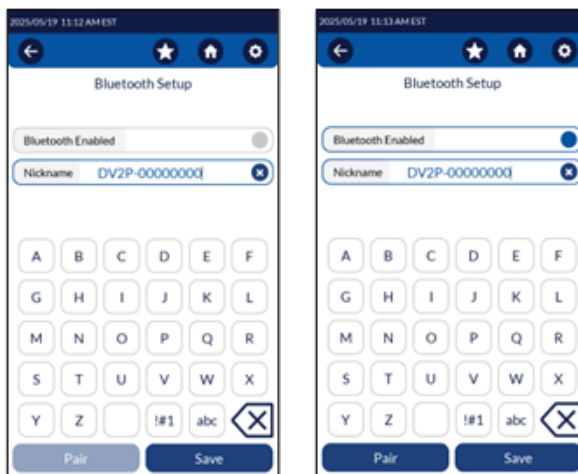 2025/05/19 11:12 AM EST
Bluetooth Setup
Bluetooth Enabled
Nickname DV2P-00000000
A B C D E F
G H I J K L
M N O P Q R
S T U V W X
Y Z !#1 abc
Pair Save
2025/05/19 11:13 AM EST
Bluetooth Setup
Bluetooth Enabled
Nickname DV2P-00000000
A B C D E F
G H I J K L
M N O P Q R
S T U V W X
Y Z !#1 abc
Pair Save